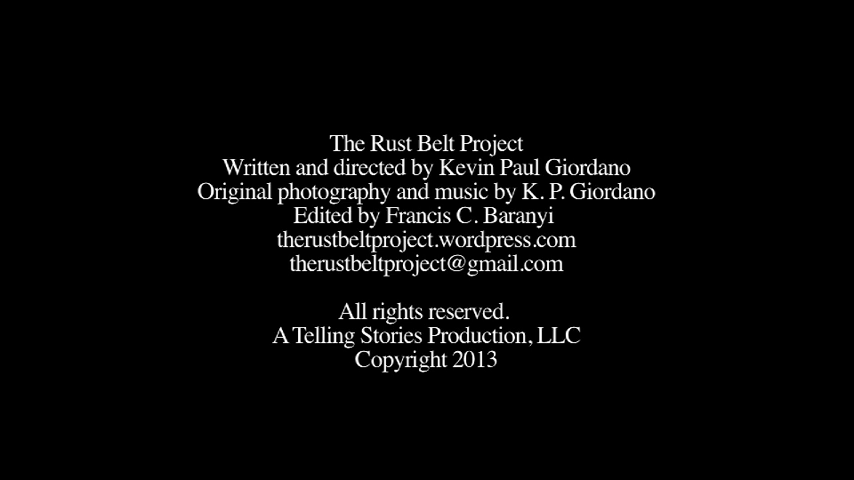 The Rust Belt Project
Written and directed by Kevin Paul Giordano
Original photography and music by K. P. Giordano
Edited by Francis C. Baranyi
therustbeltproject.wordpress.com
therustbeltproject@gmail.com
All rights reserved.
A Telling Stories Production, LLC
Copyright 2013